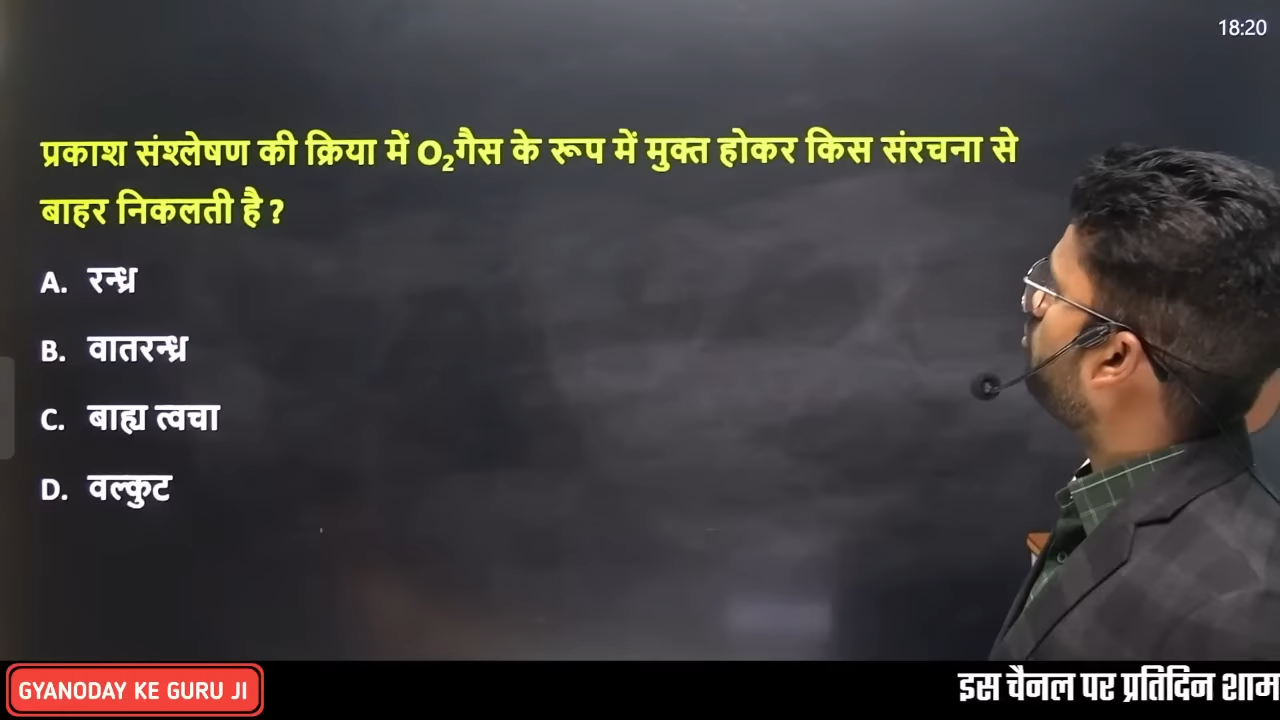 18:20
प्रकाश संश्लेषण की क्रिया में O₂गैस के रूप में मुक्त होकर किस संरचना से
बाहर निकलती है ?
A. रन्ध्र
B. वातरन्ध्र
C. बाह्य त्वचा
D. वल्कुट
GYANODAY KE GURU JI
इस चैनल पर प्रतिदिन शाम